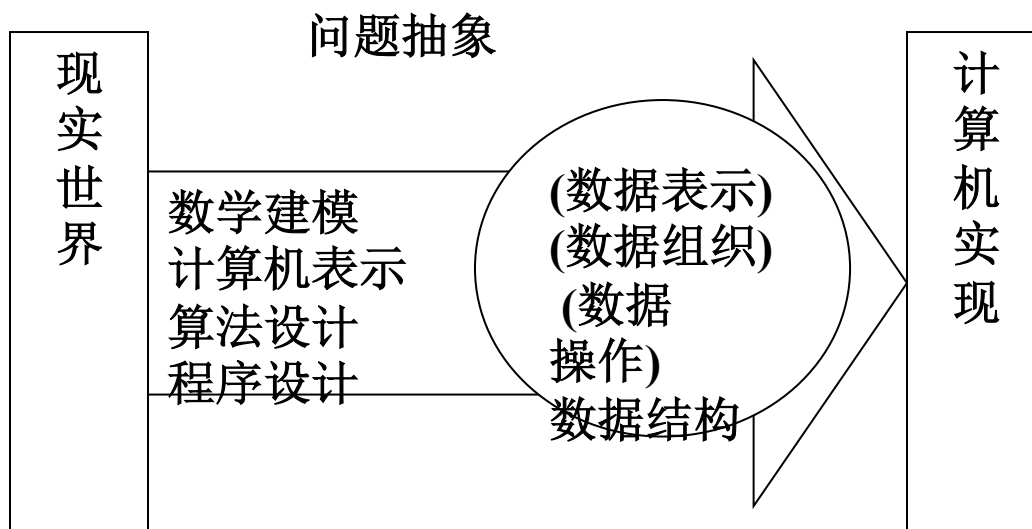 问题抽象
现
实
世
界
数学建模
计算机表示
算法设计
程序设计
(数据表示)
(数据组织)
(数据
操作)
数据结构
计
算
机
实
现